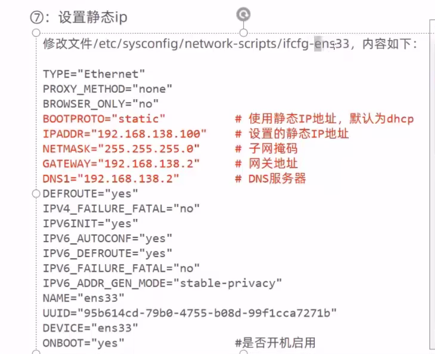 ⑦：设置静态ip
修改文件/etc/sysconfig/network-scripts/ifcfg-ens33，内容如下：
TYPE="Ethernet"
PROXY_METHOD="none"
BROWSER_ONLY="no"
BOOTPROTO="static" # 使用静态IP地址，默认为dhcp
IPADDR="192.168.138.100" # 设置的静态IP地址
NETMASK="255.255.255.0" # 子网掩码
GATEWAY="192.168.138.2" # 网关地址
DNS1="192.168.138.2" # DNS服务器
DEFROUTE="yes"
IPV4_FAILURE_FATAL="no"
IPV6INIT="yes"
IPV6_AUTOCONF="yes"
IPV6_DEFROUTE="yes"
IPV6_FAILURE_FATAL="no"
IPV6_ADDR_GEN_MODE="stable-privacy"
NAME="ens33"
UUID="95b614cd-79b0-4755-b08d-99f1cca7271b"
DEVICE="ens33"
ONBOOT="yes" #是否开机启用